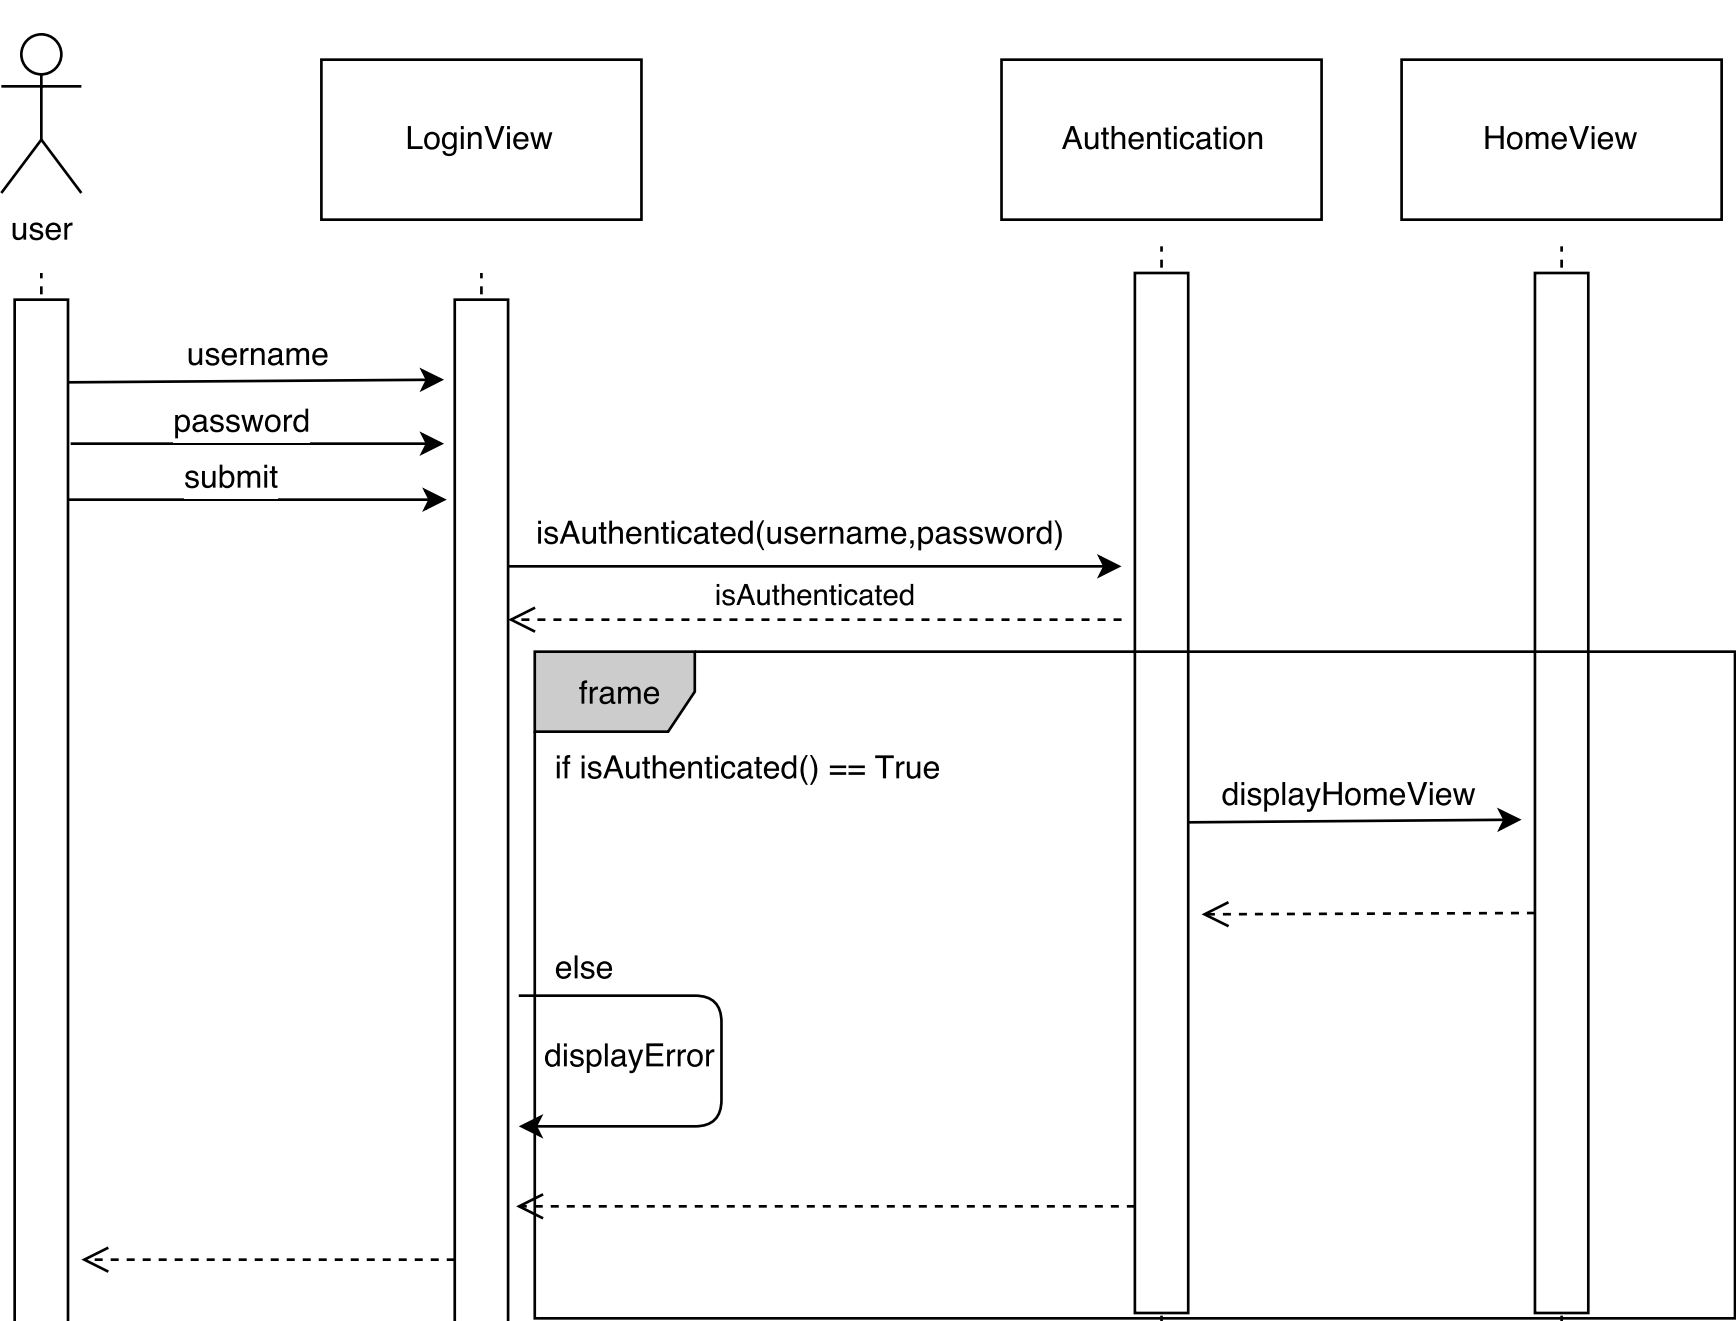 user
LoginView
Authentication
HomeView
username
password
submit
isAuthenticated(username,password)
isAuthenticated
frame
if isAuthenticated() == True
displayHomeView
else
displayError